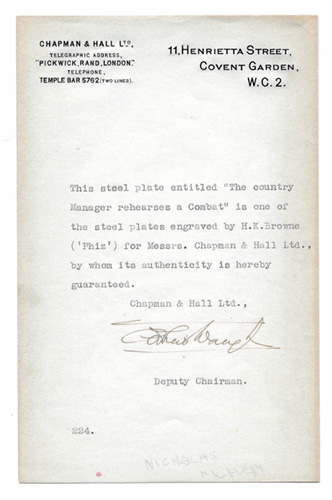 CHAPMAN & HALL LTD,
TELEGRAPHIC ADDRESS,
"PICKWICK, RAND, LONDON."
TELEPHONE,
TEMPLE BAR 5762 (TWO LINES).
11, HENRIETTA STREET,
COVENT GARDEN,
W.C. 2.
This steel plate entitled "The country
Manager rehearses a Combat" is one of
the steel plates engraved by H.K.Browne
('Phiz') for Messrs. Chapman & Hall Ltd.,
by whom its authenticity is hereby
guaranteed.
Chapman & Hall Ltd.,
Arthur Waugh
Deputy Chairman.
224.
NICHOLAS